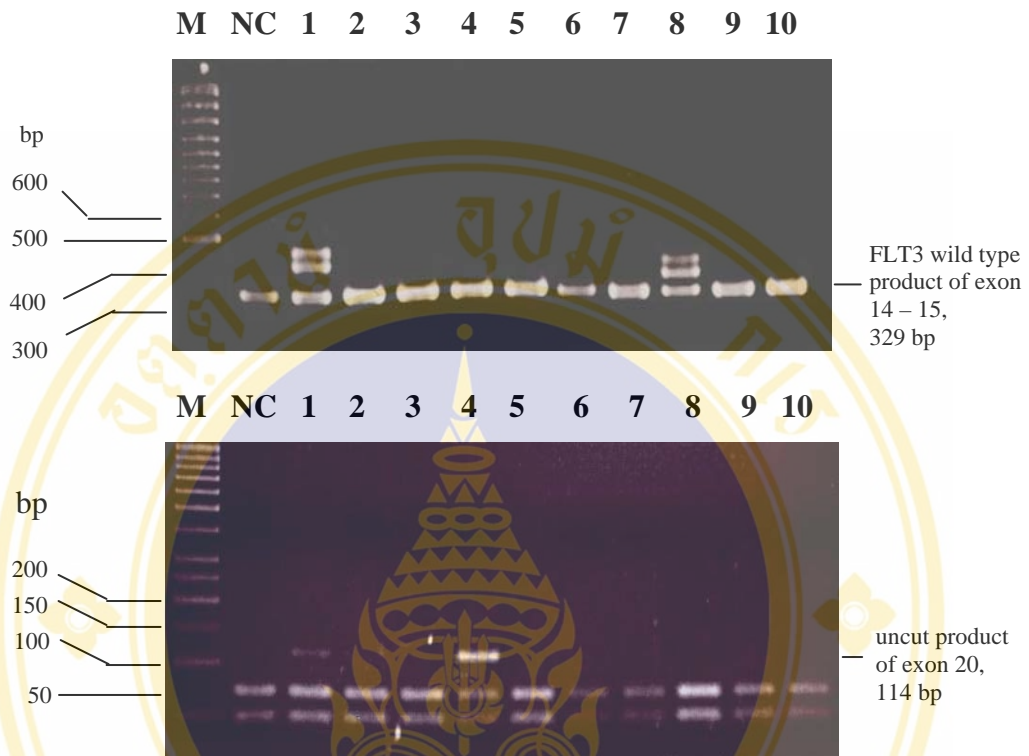 M NC 1 2 3 4 5 6 7 8 9 10
bp
600
500
400
300
FLT3 wild type
product of exon
14 – 15,
329 bp
M NC 1 2 3 4 5 6 7 8 9 10
bp
200
150
100
50
uncut product
of exon 20,
114 bp